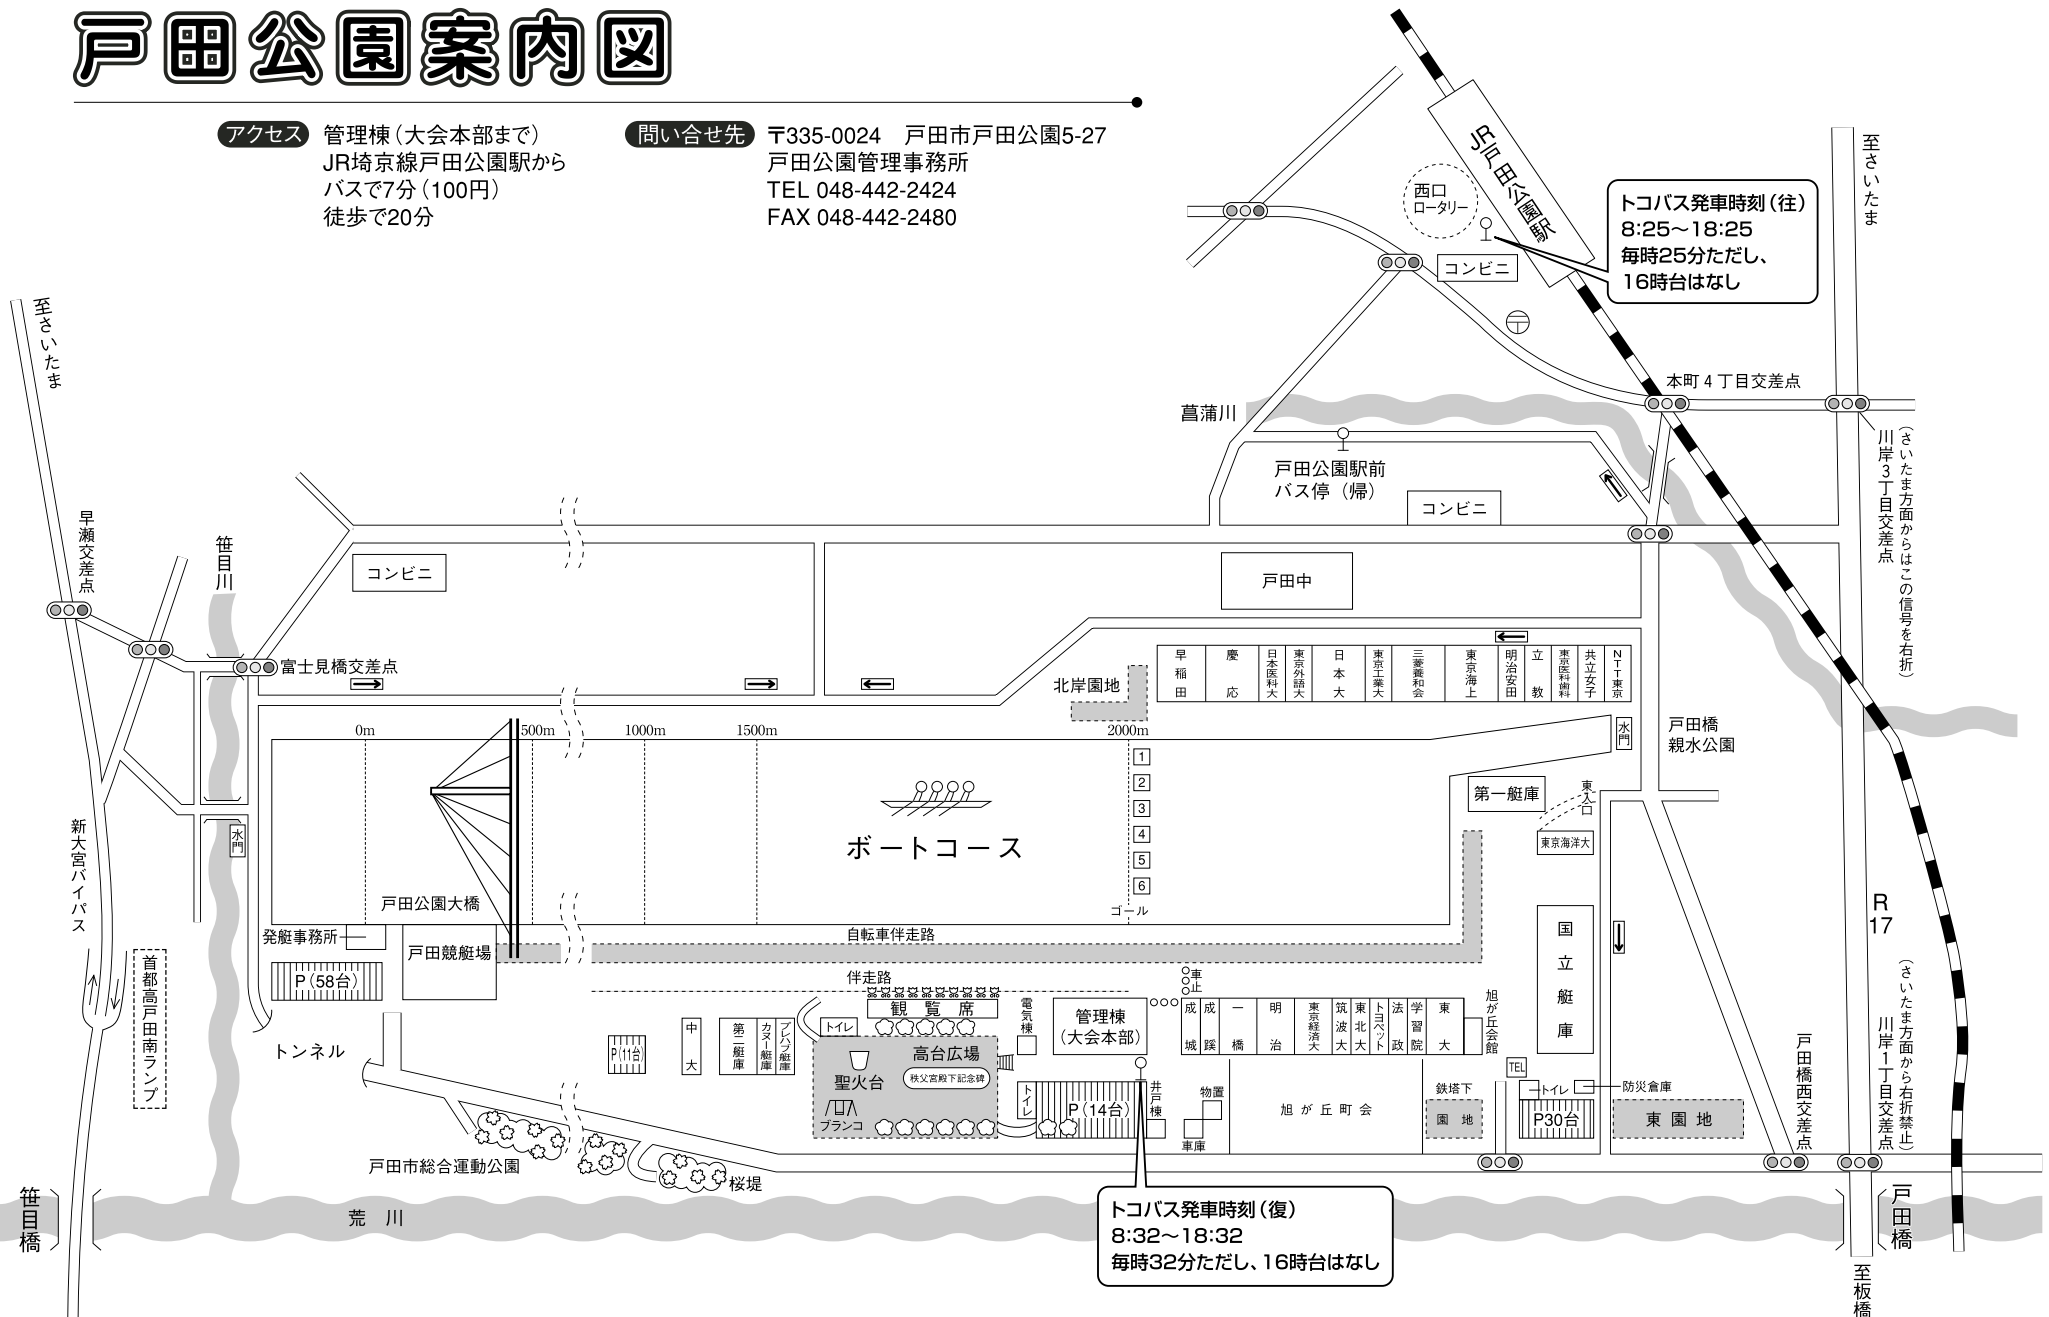 戸田公園案内図
アクセス
管理棟（大会本部まで）
JR埼京線戸田公園駅から
バスで7分（100円）
徒歩で20分
問い合せ先
〒335-0024　戸田市戸田公園5-27
戸田公園管理事務所
TEL 048-442-2424
FAX 048-442-2480
JR戸田公園駅
西口
ロータリー
コンビニ
トコバス発車時刻（往）
8:25〜18:25
毎時25分ただし、
16時台はなし
至さいたま
至さいたま
本町4丁目交差点
菖蒲川
戸田公園駅前
バス停（帰）
コンビニ
川岸3丁目交差点
（さいたま方面からはこの信号を右折）
早瀬交差点
笹目川
コンビニ
戸田中
富士見橋交差点
北岸園地
早稲田
慶応
日本医科大
東京外語大
日本大
東京工業大
三菱養和会
東京海上
明治安田
立教
東京医科歯科
共立女子
NTT東京
水門
戸田橋
親水公園
0m
500m
1000m
1500m
2000m
1
2
3
4
5
6
ゴール
ボートコース
第一艇庫
東入口
東京海洋大
水門
新大宮バイパス
戸田公園大橋
発艇事務所
戸田競艇場
自転車伴走路
P（58台）
首都高戸田南ランプ
伴走路
国立艇庫
R
17
トンネル
P（11台）
中大
第二艇庫
カヌー艇庫
プレハブ艇庫
トイレ
観覧席
高台広場
聖火台
秩父宮殿下記念碑
ブランコ
電気棟
トイレ
管理棟
（大会本部）
車止
P（14台）
井戸棟
物置
車庫
成城
成蹊
一橋
明治
東京経済大
筑波大
東北大
トヨペット
法政
学習院
東大
旭が丘会館
旭が丘町会
鉄塔下
園地
TEL
トイレ
防災倉庫
P30台
東園地
戸田橋西交差点
川岸1丁目交差点
（さいたま方面から右折禁止）
戸田市総合運動公園
桜堤
笹目橋
荒川
トコバス発車時刻（復）
8:32〜18:32
毎時32分ただし、16時台はなし
戸田橋
至板橋